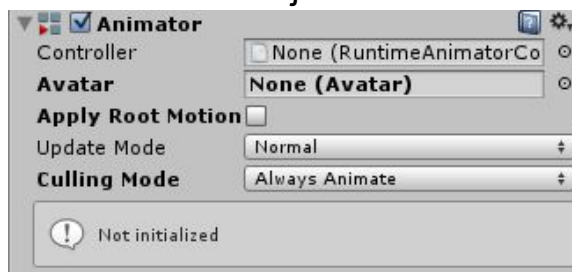 Animator
Controller None (RuntimeAnimatorCo
Avatar None (Avatar)
Apply Root Motion
Update Mode Normal
Culling Mode Always Animate
Not initialized